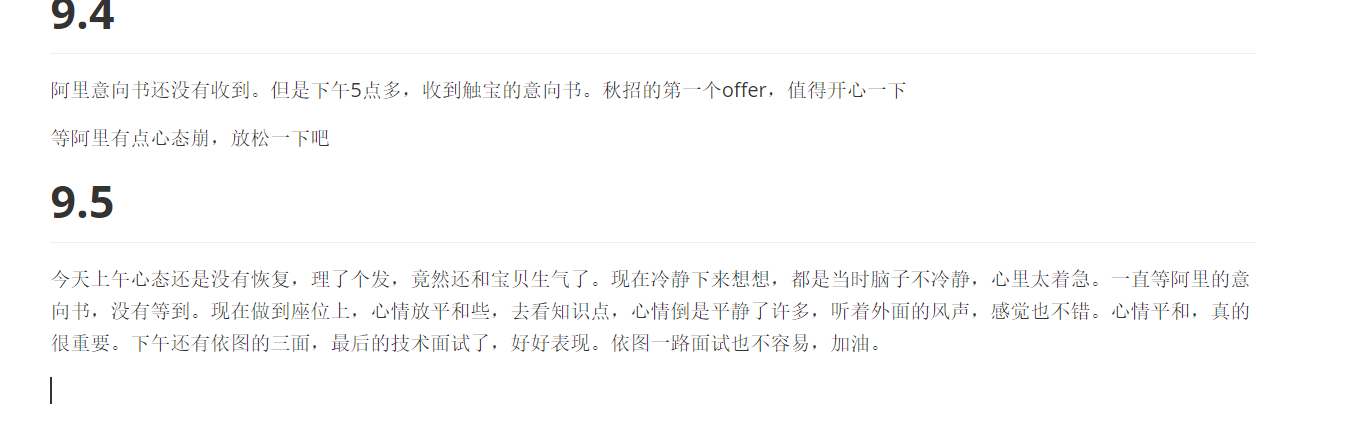 9.4
阿里意向书还没有收到。但是下午5点多，收到触宝的意向书。秋招的第一个offer，值得开心一下
等阿里有点心态崩，放松一下吧
9.5
今天上午心态还是没有恢复，理了个发，竟然还和宝贝生气了。现在冷静下来想想，都是当时脑子不冷静，心里太着急。一直等阿里的意
向书，没有等到。现在做到座位上，心情放平和些，去看知识点，心情倒是平静了许多，听着外面的风声，感觉也不错。心情平和，真的
很重要。下午还有依图的三面，最后的技术面试了，好好表现。依图一路面试也不容易，加油。